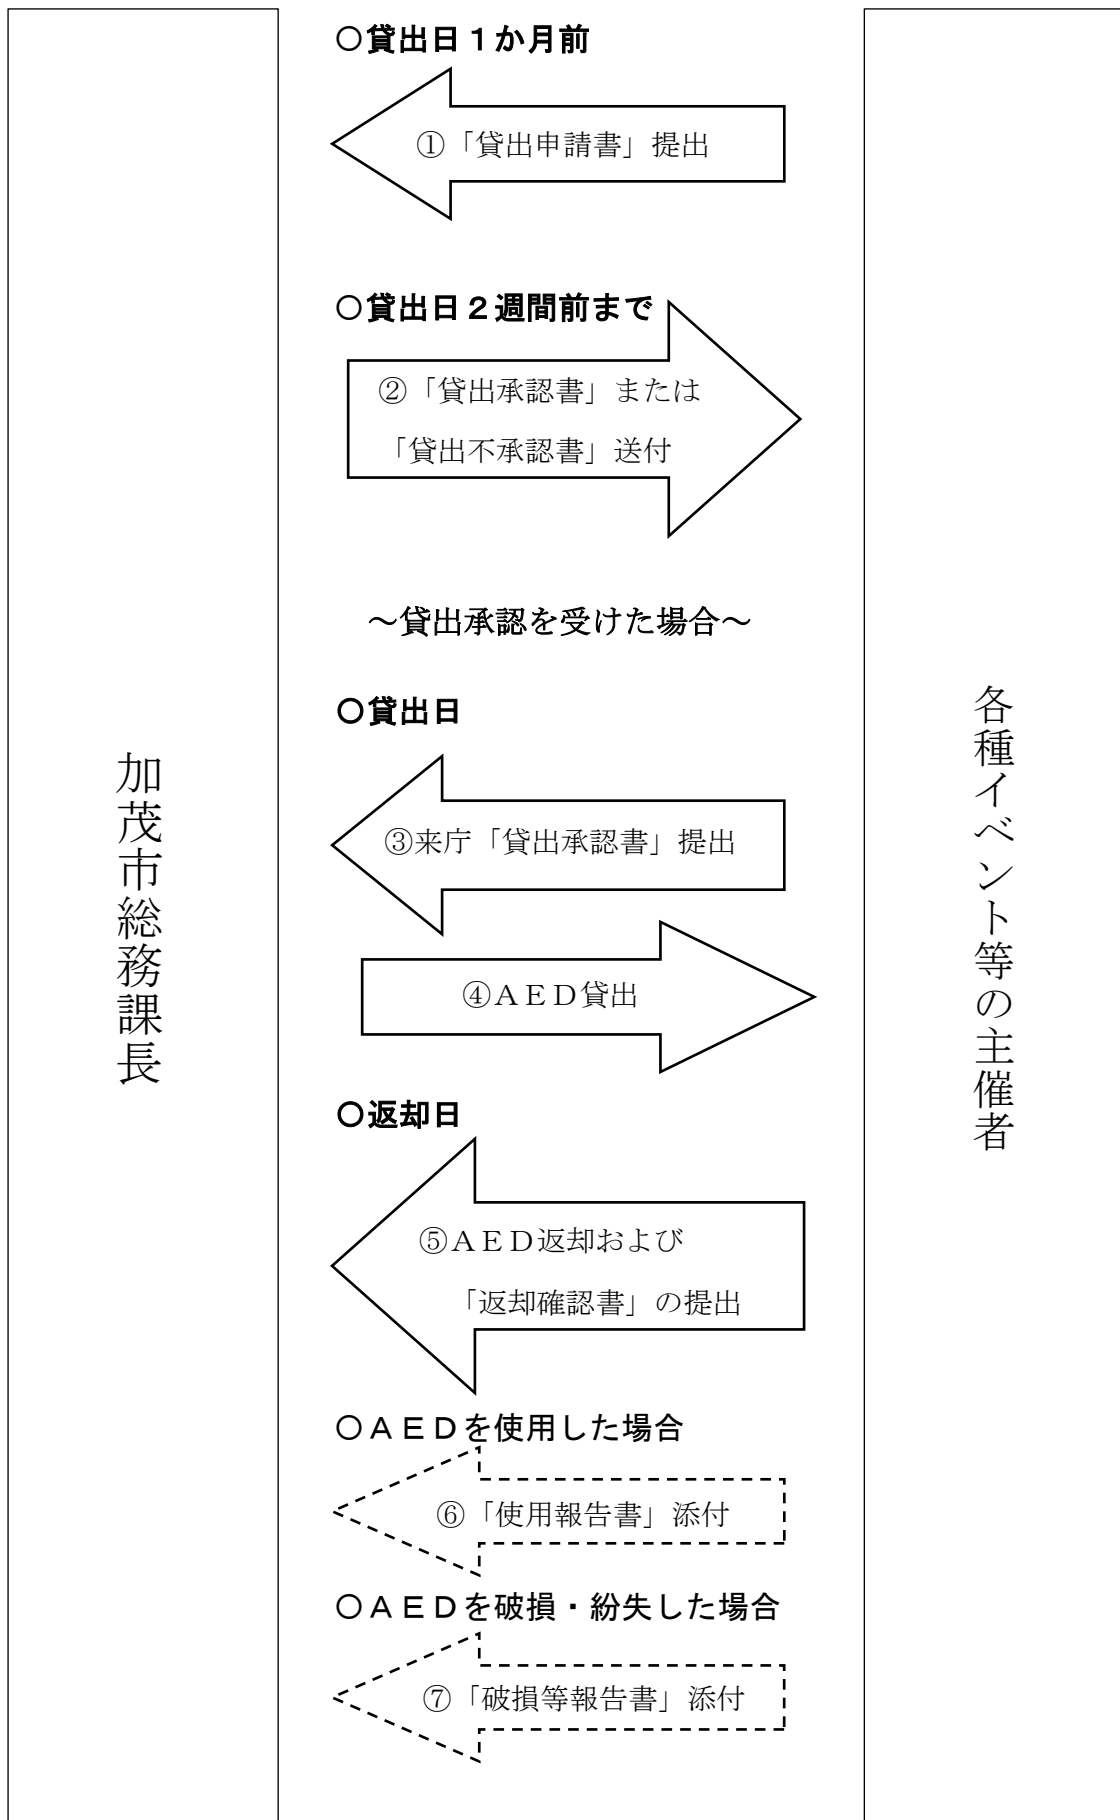 加茂市総務課長
○貸出日１か月前
①「貸出申請書」提出
○貸出日２週間前まで
②「貸出承認書」または
「貸出不承認書」送付
～貸出承認を受けた場合～
○貸出日
③来庁「貸出承認書」提出
④ＡＥＤ貸出
○返却日
⑤ＡＥＤ返却および
「返却確認書」の提出
○ＡＥＤを使用した場合
⑥「使用報告書」添付
○ＡＥＤを破損・紛失した場合
⑦「破損等報告書」添付
各種イベント等の主催者